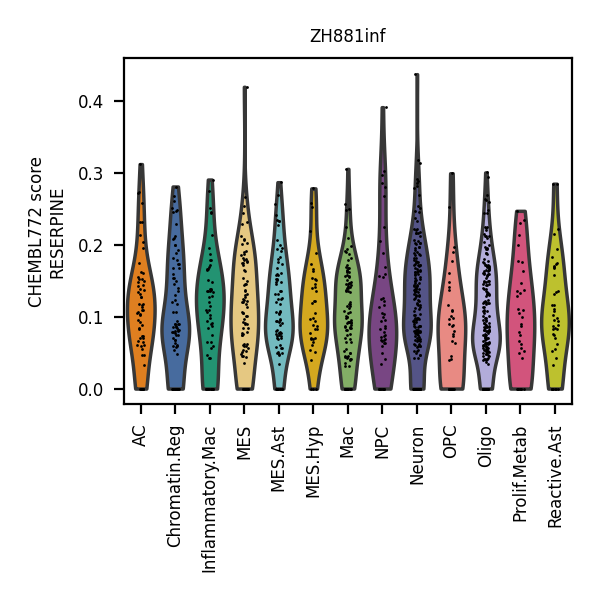 ZH881inf
CHEMBL772 score
RESERPINE
0.4
0.3
0.2
0.1
0.0
AC
Chromatin.Reg
Inflammatory.Mac
MES
MES.Ast
MES.Hyp
Mac
NPC
Neuron
OPC
Oligo
Prolif.Metab
Reactive.Ast